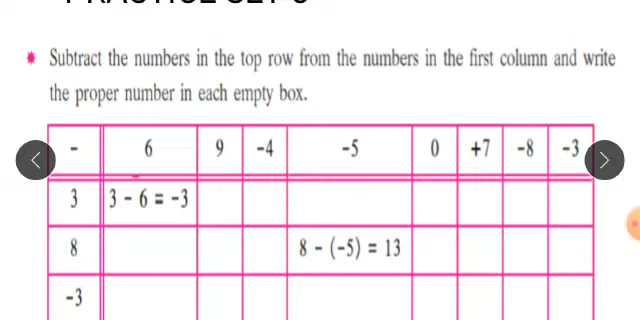 Subtract the numbers in the top row from the numbers in the first column and write
the proper number in each empty box.
- 6 9 -4 -5 0 +7 -8 -3
3 3 - 6 = -3
8 8 - (-5) = 13
-3